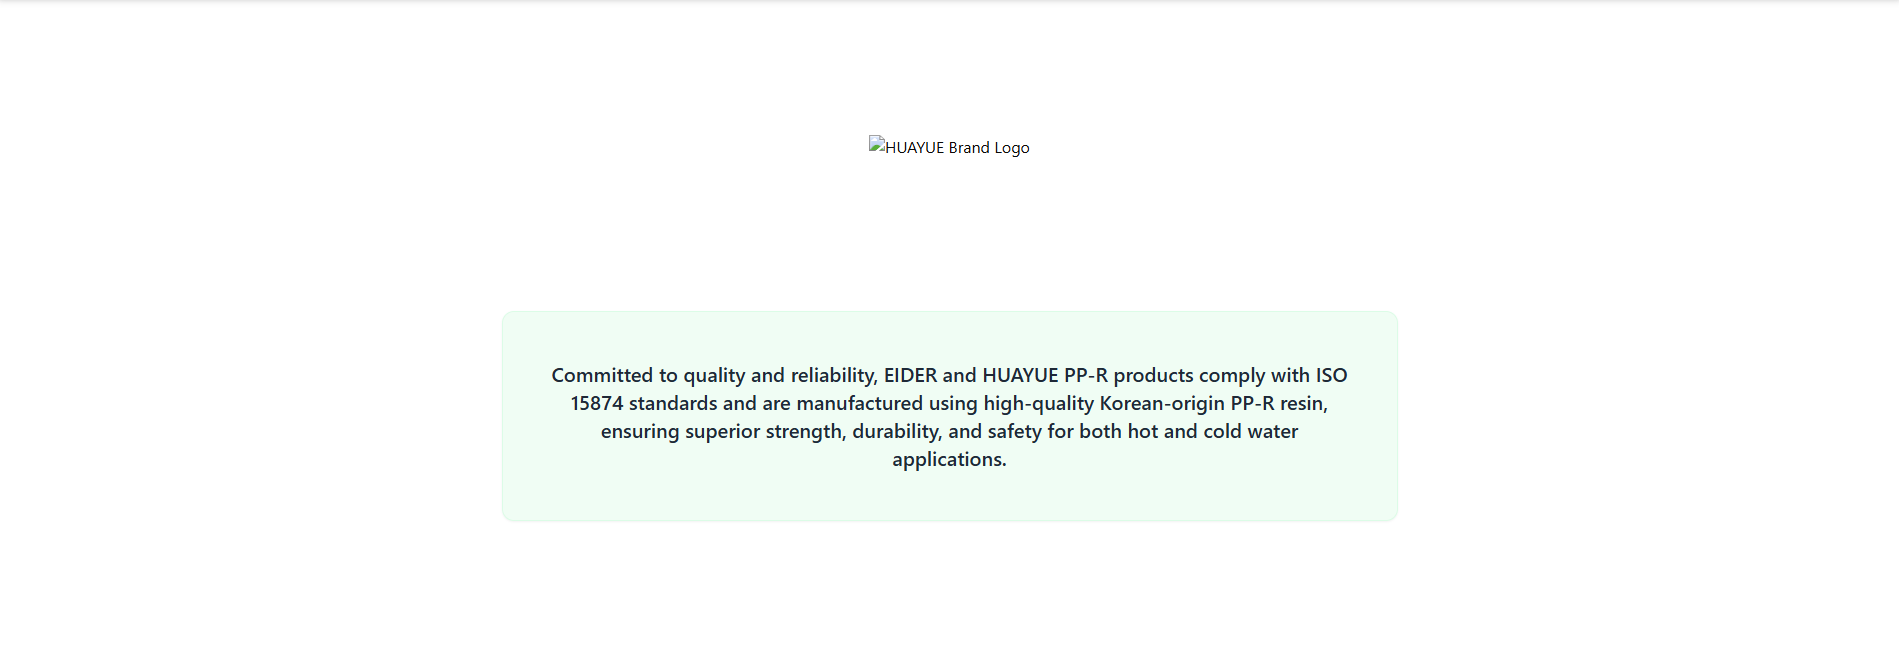 HUAYUE Brand Logo
Committed to quality and reliability, EIDER and HUAYUE PP-R products comply with ISO
15874 standards and are manufactured using high-quality Korean-origin PP-R resin,
ensuring superior strength, durability, and safety for both hot and cold water
applications.